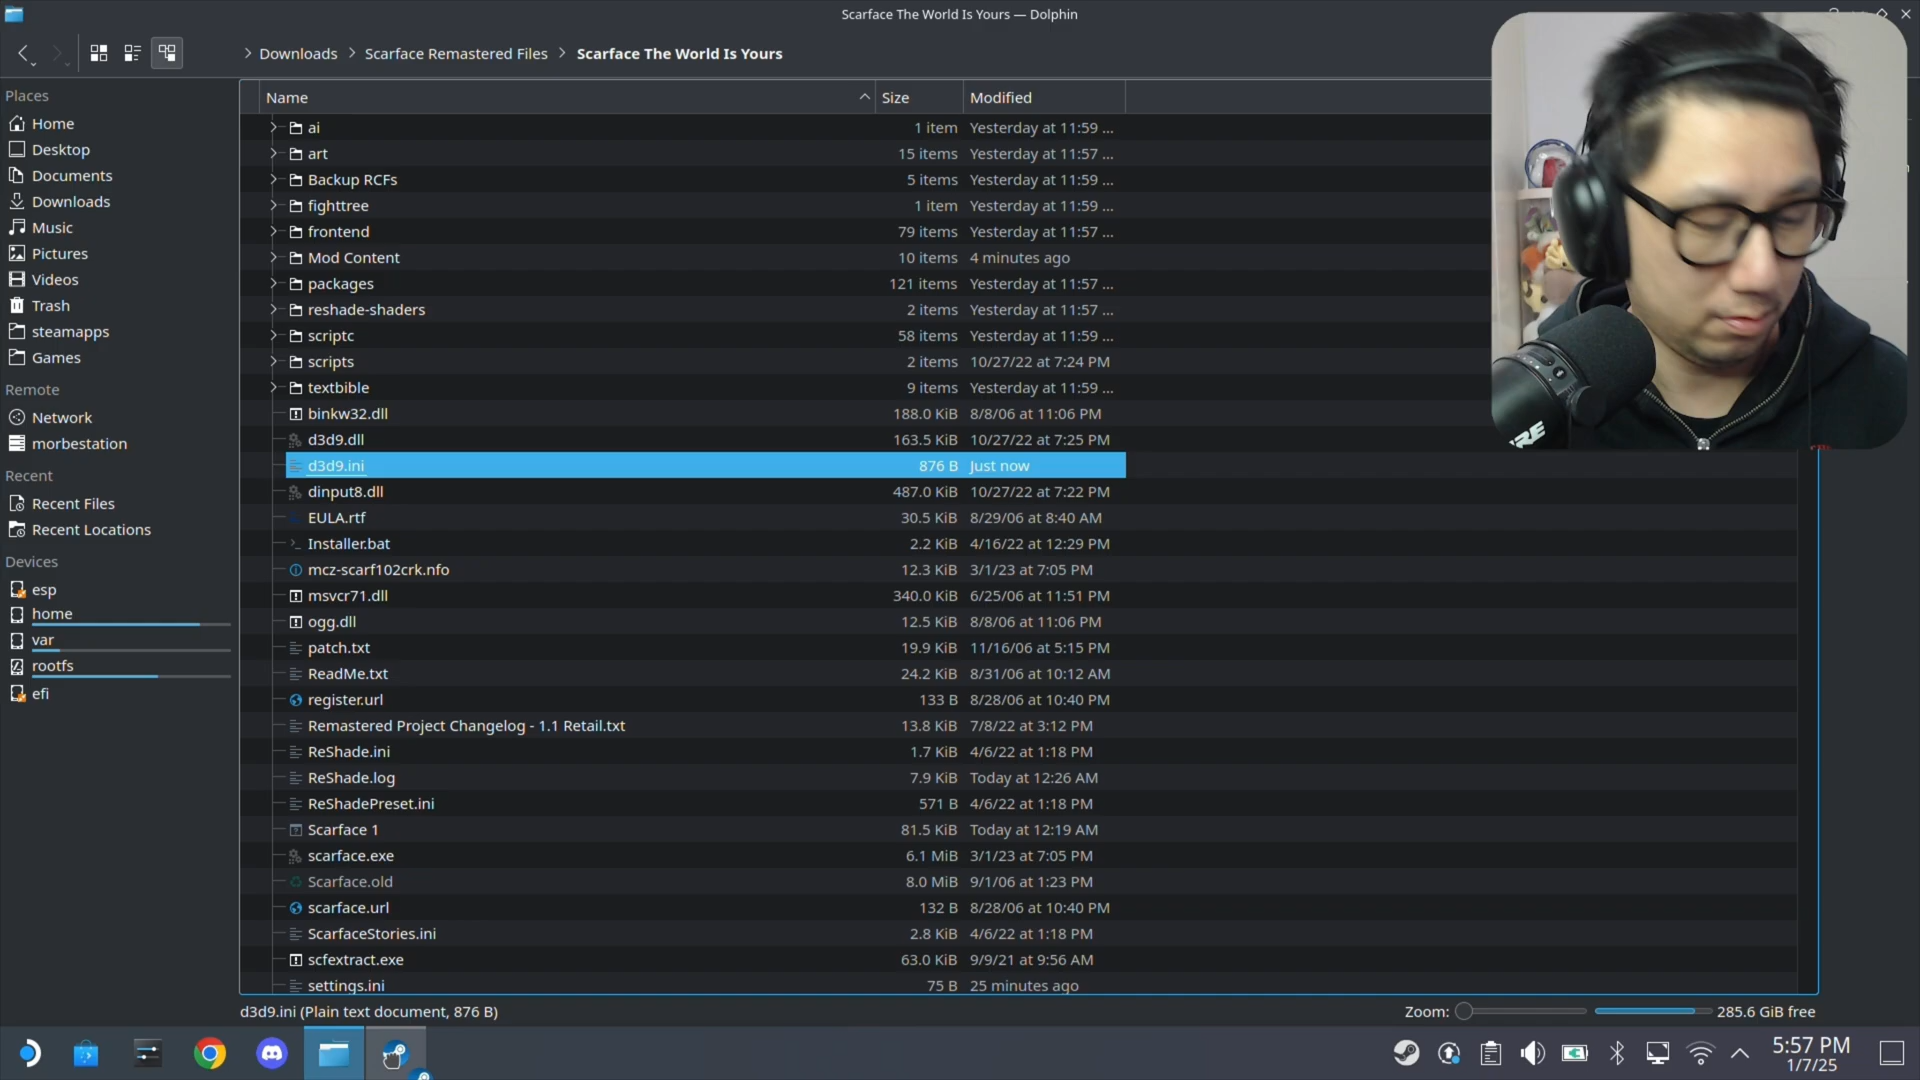 Scarface The World Is Yours — Dolphin
Downloads
Scarface Remastered Files
Scarface The World Is Yours
Places
Home
Desktop
Documents
Downloads
Music
Pictures
Videos
Trash
steamapps
Games
Remote
Network
morbestation
Recent
Recent Files
Recent Locations
Devices
esp
home
var
rootfs
efi
Name Size Modified
ai 1 item Yesterday at 11:59 ...
art 15 items Yesterday at 11:57 ...
Backup RCFs 5 items Yesterday at 11:59 ...
fighttree 1 item Yesterday at 11:59 ...
frontend 79 items Yesterday at 11:57 ...
Mod Content 10 items 4 minutes ago
packages 121 items Yesterday at 11:57 ...
reshade-shaders 2 items Yesterday at 11:57 ...
scriptc 58 items Yesterday at 11:59 ...
scripts 2 items 10/27/22 at 7:24 PM
textbible 9 items Yesterday at 11:59 ...
binkw32.dll 188.0 KiB 8/8/06 at 11:06 PM
d3d9.dll 163.5 KiB 10/27/22 at 7:25 PM
d3d9.ini 876 B Just now
dinput8.dll 487.0 KiB 10/27/22 at 7:22 PM
EULA.rtf 30.5 KiB 8/29/06 at 8:40 AM
Installer.bat 2.2 KiB 4/16/22 at 12:29 PM
mcz-scarf102crk.nfo 12.3 KiB 3/1/23 at 7:05 PM
msvcr71.dll 340.0 KiB 6/25/06 at 11:51 PM
ogg.dll 12.5 KiB 8/8/06 at 11:06 PM
patch.txt 19.9 KiB 11/16/06 at 5:15 PM
ReadMe.txt 24.2 KiB 8/31/06 at 10:12 AM
register.url 133 B 8/28/06 at 10:40 PM
Remastered Project Changelog - 1.1 Retail.txt 13.8 KiB 7/8/22 at 3:12 PM
ReShade.ini 1.7 KiB 4/6/22 at 1:18 PM
ReShade.log 7.9 KiB Today at 12:26 AM
ReShadePreset.ini 571 B 4/6/22 at 1:18 PM
Scarface 1 81.5 KiB Today at 12:19 AM
scarface.exe 6.1 MiB 3/1/23 at 7:05 PM
Scarface.old 8.0 MiB 9/1/06 at 1:23 PM
scarface.url 132 B 8/28/06 at 10:40 PM
ScarfaceStories.ini 2.8 KiB 4/6/22 at 1:18 PM
scfextract.exe 63.0 KiB 9/9/21 at 9:56 AM
settings.ini 75 B 25 minutes ago
d3d9.ini (Plain text document, 876 B)
Zoom:
285.6 GiB free
5:57 PM
1/7/25